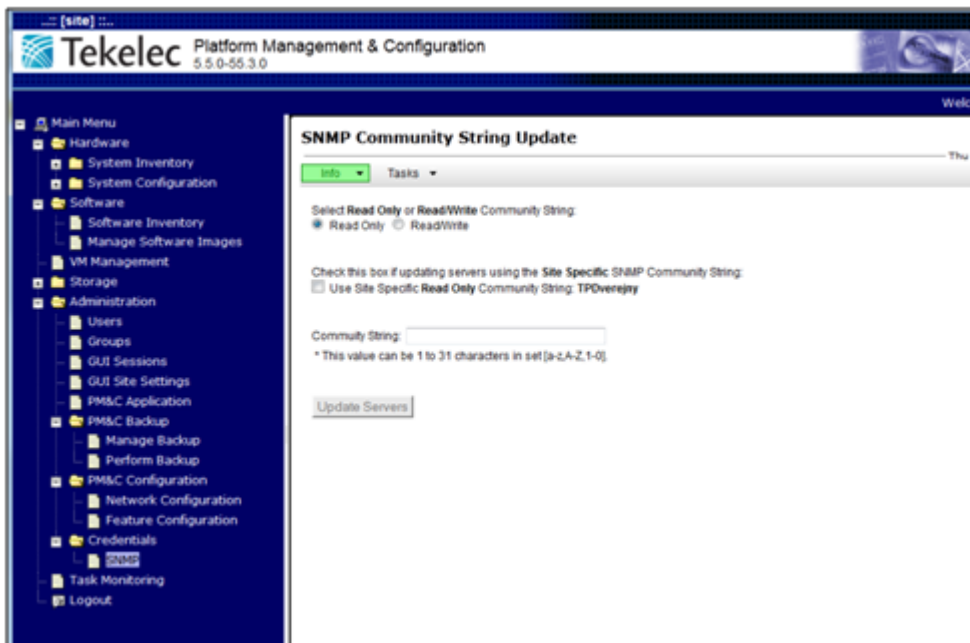 ..:: [site] ::..
Tekelec Platform Management & Configuration
5.5.0-55.3.0
Welc
Main Menu
Hardware
System Inventory
System Configuration
Software
Software Inventory
Manage Software Images
VM Management
Storage
Administration
Users
Groups
GUI Sessions
GUI Site Settings
PM&C Application
PM&C Backup
Manage Backup
Perform Backup
PM&C Configuration
Network Configuration
Feature Configuration
Credentials
SNMP
Task Monitoring
Logout
SNMP Community String Update
Thu
Info Tasks
Select Read Only or Read/Write Community String:
Read Only Read/Write
Check this box if updating servers using the Site Specific SNMP Community String:
Use Site Specific Read Only Community String: TPDverejny
Commuity String:
* This value can be 1 to 31 characters in set [a-z,A-Z,1-0].
Update Servers